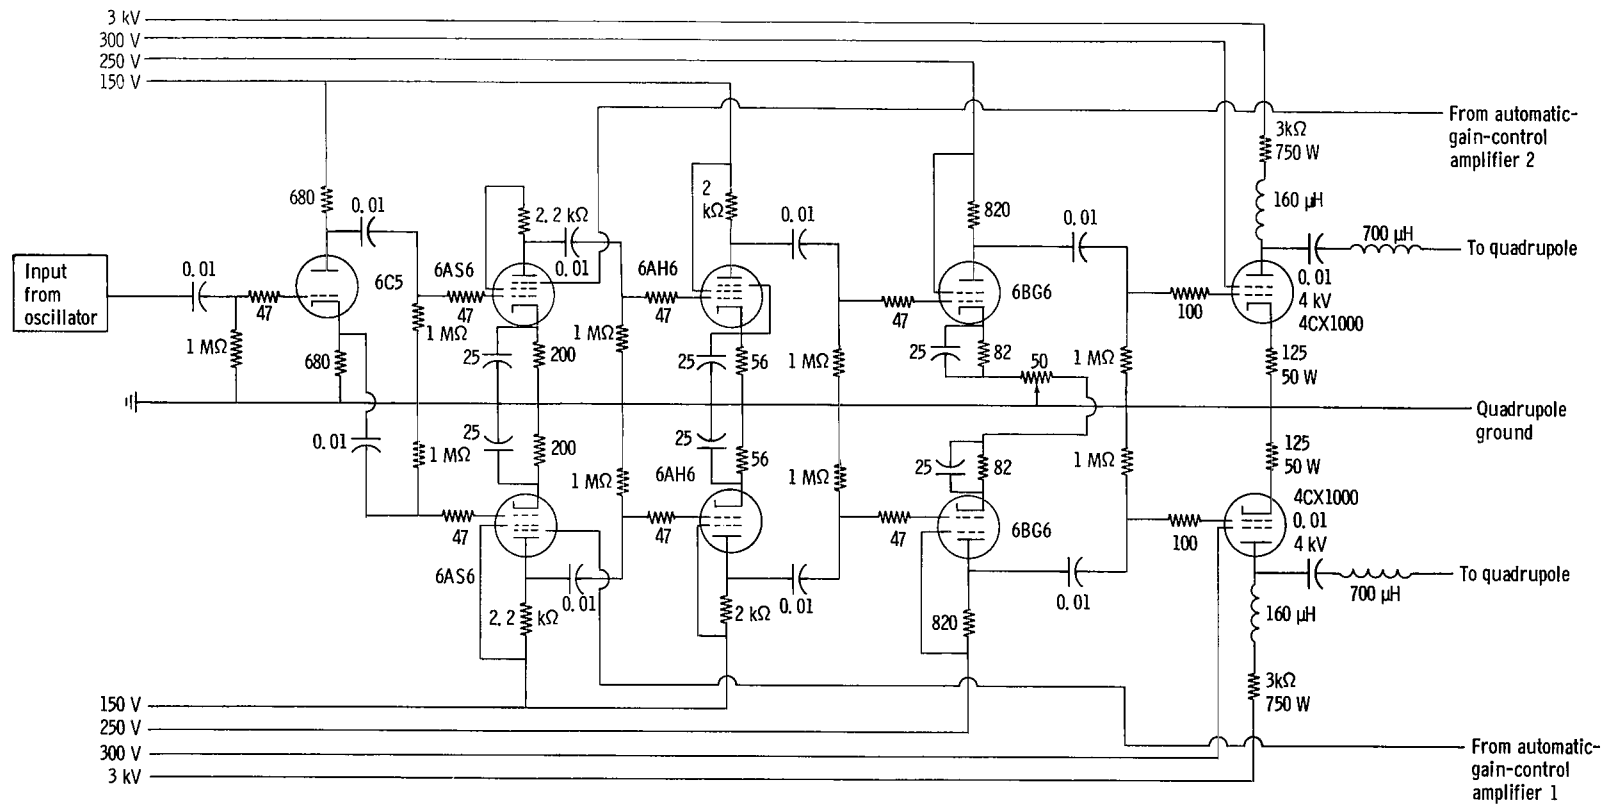 3 kV
300 V
250 V
150 V
From automatic-
gain-control
amplifier 2
3kΩ
750 W
680
0.01
2.2 kΩ
2
kΩ
0.01
820
0.01
160 μH
700 μH
To quadrupole
Input
from
oscillator
0.01
6C5
6AS6
0.01
6AH6
6BG6
0.01
4 kV
4CX1000
47
47
47
47
100
1 MΩ
680
1 MΩ
25
200
1 MΩ
25
56
1 MΩ
25
82
50
1 MΩ
125
50 W
Quadrupole
ground
0.01
1 MΩ
25
200
1 MΩ
25
56
6AH6
1 MΩ
25
82
1 MΩ
125
50 W
4CX1000
0.01
4 kV
47
47
47
6BG6
100
6AS6
0.01
0.01
0.01
To quadrupole
700 μH
2.2 kΩ
2 kΩ
820
160 μH
3kΩ
750 W
150 V
250 V
300 V
3 kV
From automatic-
gain-control
amplifier 1